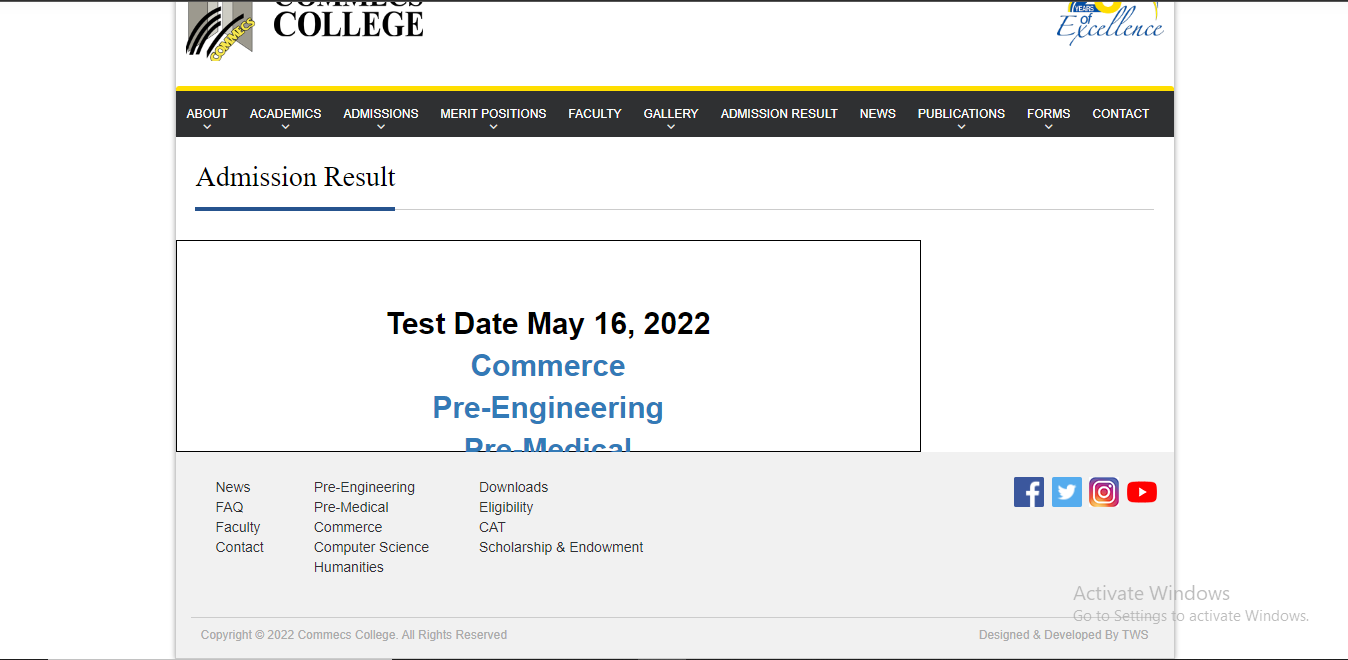 COMMECS
COLLEGE
COMMECS
YEARS
of
Excellence
ABOUT ACADEMICS ADMISSIONS MERIT POSITIONS FACULTY GALLERY ADMISSION RESULT NEWS PUBLICATIONS FORMS CONTACT
Admission Result
Test Date May 16, 2022
Commerce
Pre-Engineering
Pre-Medical
News
FAQ
Faculty
Contact
Pre-Engineering
Pre-Medical
Commerce
Computer Science
Humanities
Downloads
Eligibility
CAT
Scholarship & Endowment
Activate Windows
Go to Settings to activate Windows.
Copyright © 2022 Commecs College. All Rights Reserved
Designed & Developed By TWS